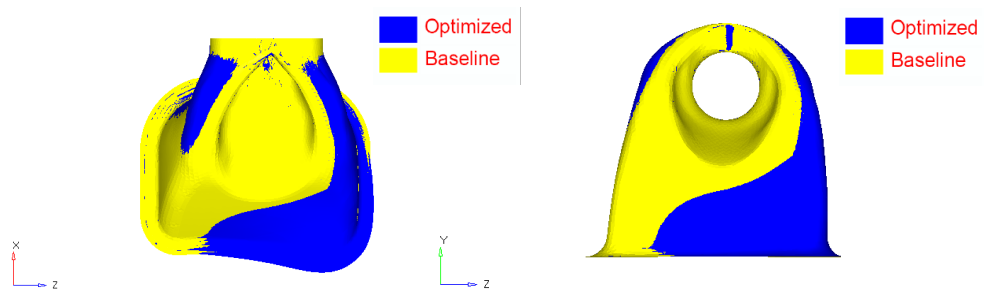 Optimized
Baseline
Optimized
Baseline
X
Z
Y
Z